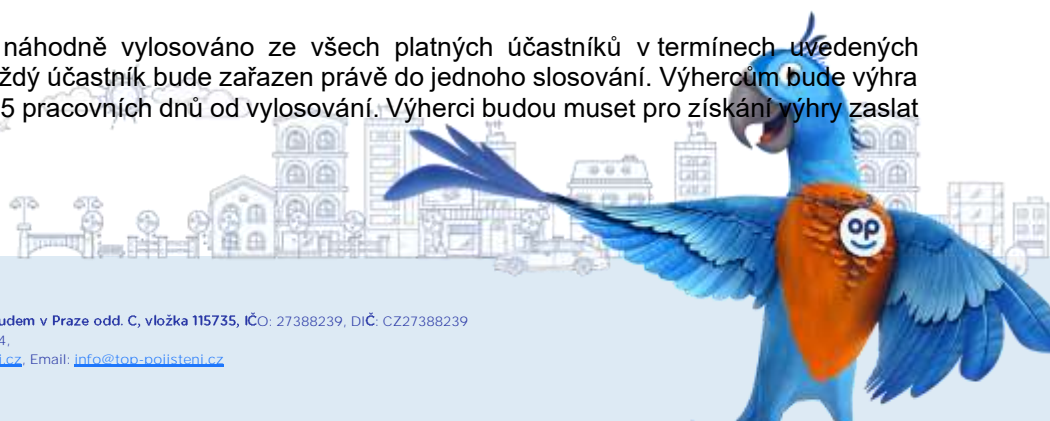 náhodně vylosováno ze všech platných účastníků v termínech uvedených
aždý účastník bude zařazen právě do jednoho slosování. Výhercům bude výhra
5 pracovních dnů od vylosování. Výherci budou muset pro získání výhry zaslat
op
udem v Praze odd. C, vložka 115735, IČO: 27388239, DIČ: CZ27388239
4,
i.cz, Email: info@top-pojisteni.cz